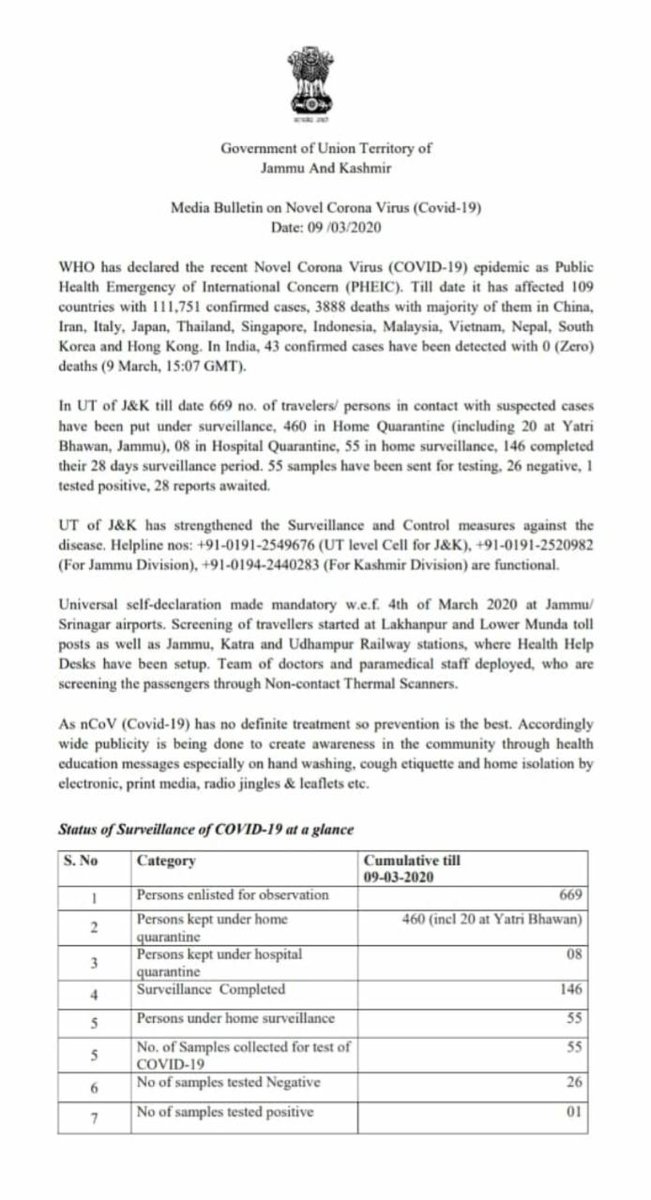 Government of Union Territory of
Jammu And Kashmir
Media Bulletin on Novel Corona Virus (Covid-19)
Date: 09 /03/2020
WHO has declared the recent Novel Corona Virus (COVID-19) epidemic as Public
Health Emergency of International Concern (PHEIC). Till date it has affected 109
countries with 111,751 confirmed cases, 3888 deaths with majority of them in China,
Iran, Italy, Japan, Thailand, Singapore, Indonesia, Malaysia, Vietnam, Nepal, South
Korea and Hong Kong. In India, 43 confirmed cases have been detected with 0 (Zero)
deaths (9 March, 15:07 GMT).
In UT of J&K till date 669 no. of travelers/ persons in contact with suspected cases
have been put under surveillance, 460 in Home Quarantine (including 20 at Yatri
Bhawan, Jammu), 08 in Hospital Quarantine, 55 in home surveillance, 146 completed
their 28 days surveillance period. 55 samples have been sent for testing, 26 negative, 1
tested positive, 28 reports awaited.
UT of J&K has strengthened the Surveillance and Control measures against the
disease. Helpline nos: +91-0191-2549676 (UT level Cell for J&K), +91-0191-2520982
(For Jammu Division), +91-0194-2440283 (For Kashmir Division) are functional.
Universal self-declaration made mandatory w.e.f. 4th of March 2020 at Jammu/
Srinagar airports. Screening of travellers started at Lakhanpur and Lower Munda toll
posts as well as Jammu, Katra and Udhampur Railway stations, where Health Help
Desks have been setup. Team of doctors and paramedical staff deployed, who are
screening the passengers through Non-contact Thermal Scanners.
As nCoV (Covid-19) has no definite treatment so prevention is the best. Accordingly
wide publicity is being done to create awareness in the community through health
education messages especially on hand washing, cough etiquette and home isolation by
electronic, print media, radio jingles & leaflets etc.
Status of Surveillance of COVID-19 at a glance
S. No Category Cumulative till
09-03-2020
1 Persons enlisted for observation 669
2 Persons kept under home
quarantine 460 (incl 20 at Yatri Bhawan)
3 Persons kept under hospital
quarantine 08
4 Surveillance Completed 146
5 Persons under home surveillance 55
5 No. of Samples collected for test of
COVID-19 55
6 No of samples tested Negative 26
7 No of samples tested positive 01